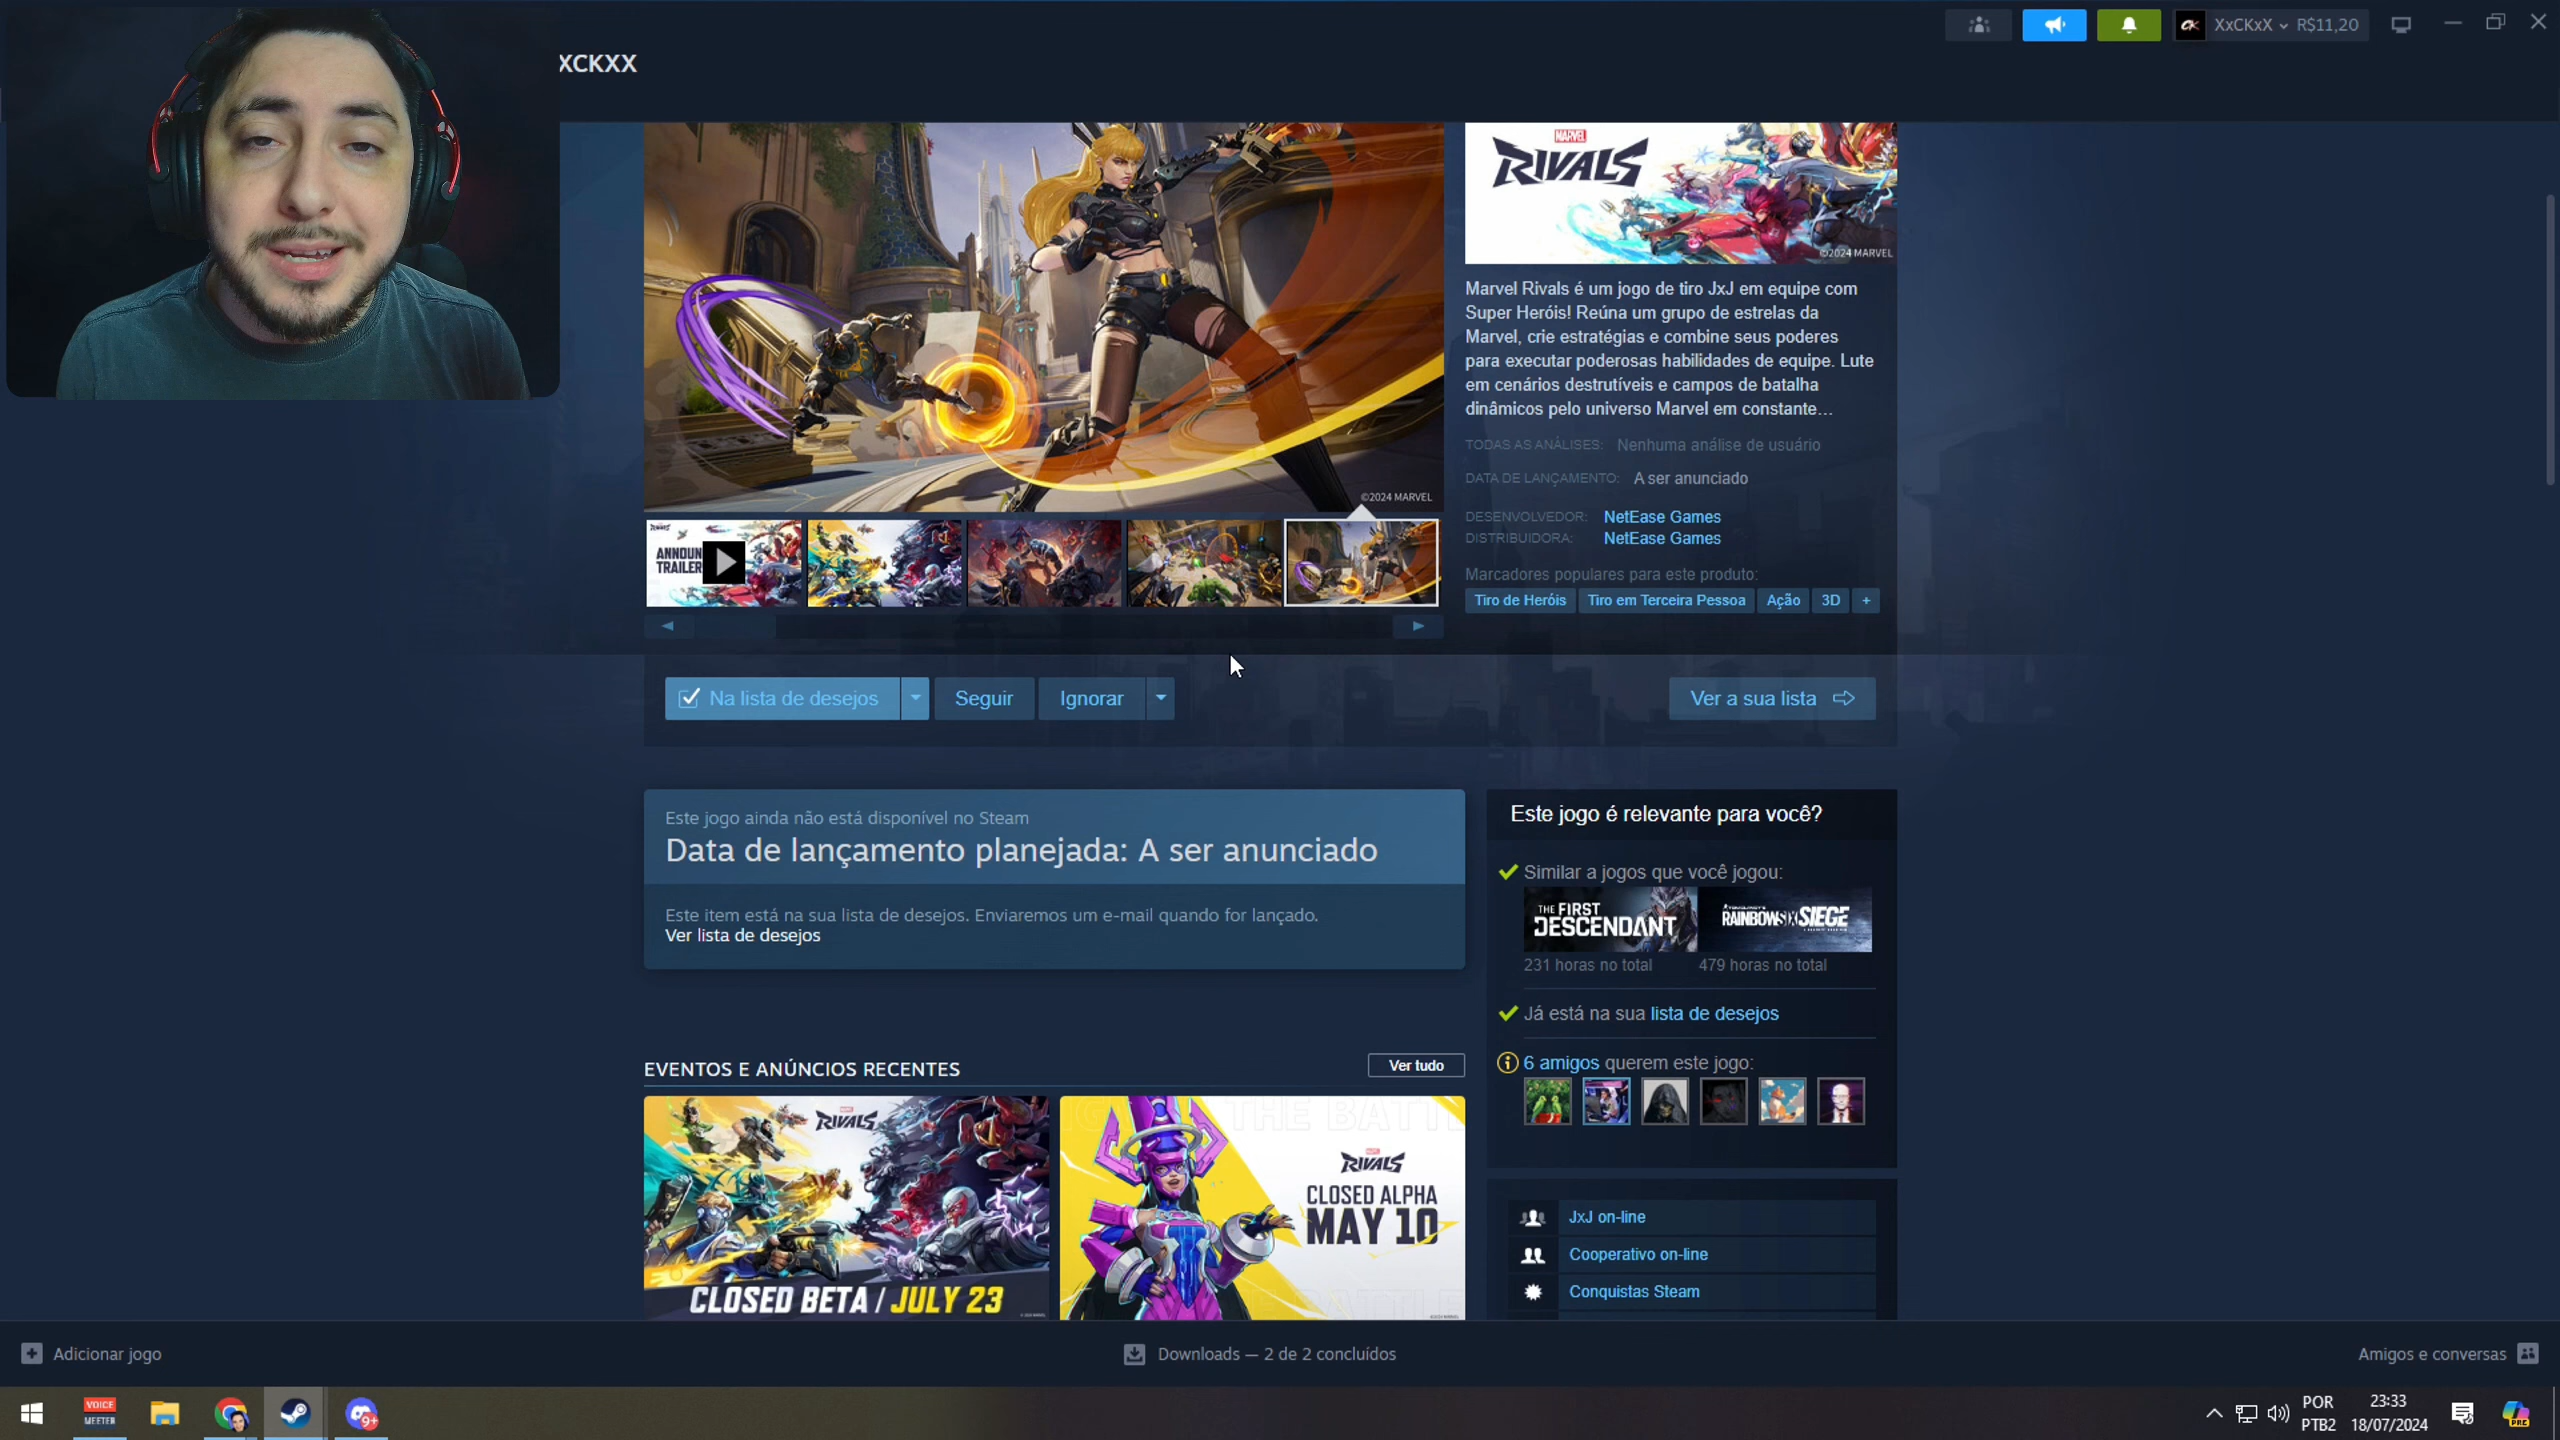 XCKXX
CK XxCKxX R$11,20
©2024 MARVEL
MARVEL
RIVALS
©2024 MARVEL
Marvel Rivals é um jogo de tiro JxJ em equipe com
Super Heróis! Reúna um grupo de estrelas da
Marvel, crie estratégias e combine seus poderes
para executar poderosas habilidades de equipe. Lute
em cenários destrutíveis e campos de batalha
dinâmicos pelo universo Marvel em constante...
TODAS AS ANÁLISES: Nenhuma análise de usuário
DATA DE LANÇAMENTO: A ser anunciado
DESENVOLVEDOR: NetEase Games
DISTRIBUIDORA: NetEase Games
Marcadores populares para este produto:
Tiro de Heróis Tiro em Terceira Pessoa Ação 3D +
RIVALS
ANNOUN
TRAILER
Na lista de desejos Seguir Ignorar Ver a sua lista
Este jogo ainda não está disponível no Steam
Data de lançamento planejada: A ser anunciado
Este item está na sua lista de desejos. Enviaremos um e-mail quando for lançado.
Ver lista de desejos
Este jogo é relevante para você?
Similar a jogos que você jogou:
THE FIRST
DESCENDANT
RAINBOW SIX SIEGE
231 horas no total 479 horas no total
Já está na sua lista de desejos
6 amigos querem este jogo:
EVENTOS E ANÚNCIOS RECENTES Ver tudo
RIVALS
CLOSED BETA / JULY 23
THE BATTL
RIVALS
CLOSED ALPHA
MAY 10
JxJ on-line
Cooperativo on-line
Conquistas Steam
Adicionar jogo
Downloads — 2 de 2 concluídos
Amigos e conversas
VOICE
MEETER
9+
POR
PTB2
23:33
18/07/2024
PRE